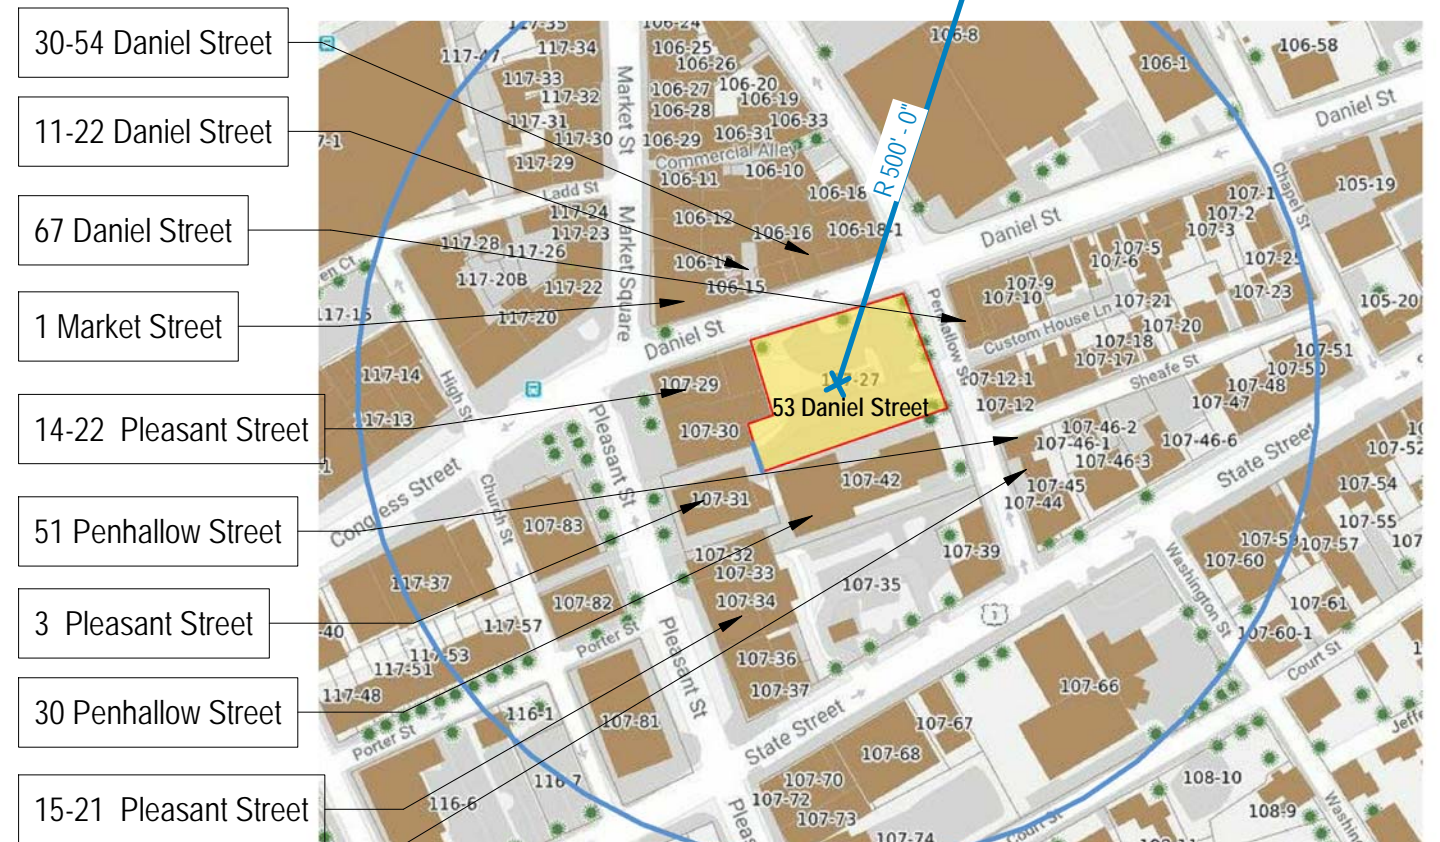 30-54 Daniel Street
11-22 Daniel Street
67 Daniel Street
1 Market Street
14-22 Pleasant Street
51 Penhallow Street
3 Pleasant Street
30 Penhallow Street
15-21 Pleasant Street
R 500' - 0"
53 Daniel Street
117-35
106-24
106-8
106-58
117-47
117-34
106-25
106-26
106-1
117-33
117-32
106-27
106-20
106-19
106-28
117-31
106-33
Daniel St
117-30
106-29
106-31
Market St
7-1
117-29
Commercial Alley
106-10
106-11
Ladd St
106-18
107-1
Chapel St
105-19
117-24
107-2
117-23
106-12
106-16
106-18-1
Daniel St
107-3
117-28
117-26
Market Square
107-5
107-6
107-25
en Ct
106-13
117-20B
117-22
106-15
107-9
107-10
107-21
107-23
105-20
117-15
117-20
Penhallow St
Custom House Ln
107-20
Daniel St
107-18
107-17
107-51
107-50
Sheafe St
117-14
High St
107-29
107-27
107-12-1
107-48
107-47
117-13
107-30
107-12
107-46-2
107-46-1
107-46-6
107-46-3
Pleasant St
State Street
107-52
Congress Street
107-42
107-45
107-44
107-54
Church St
107-83
107-31
107-55
107-59
107-57
107
107-32
107-39
107-60
107-33
107-35
117-37
Washington St
107-82
107-34
107-61
-40
117-57
Porter St
107-60-1
117-53
117-51
Pleasant St
107-36
Court St
117-48
107-37
107-66
116-1
107-81
State Street
107-67
Jeffe
Porter St
107-68
107-70
108-10
116-7
107-72
116-6
107-73
108-9
Pleas
107-74
Court St
Washin